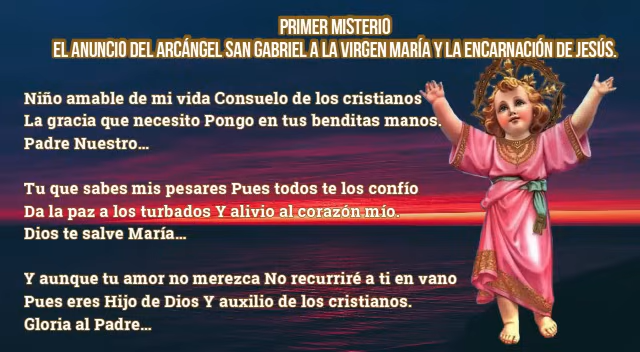 PRIMER MISTERIO
EL ANUNCIO DEL ARCÁNGEL SAN GABRIEL A LA VIRGEN MARÍA Y LA ENCARNACIÓN DE JESÚS.
Niño amable de mi vida Consuelo de los cristianos
La gracia que necesito Pongo en tus benditas manos.
Padre Nuestro...
Tu que sabes mis pesares Pues todos te los confío
Da la paz a los turbados Y alivio al corazón mío.
Dios te salve María...
Y aunque tu amor no merezca No recurriré a ti en vano
Pues eres Hijo de Dios Y auxilio de los cristianos.
Gloria al Padre...